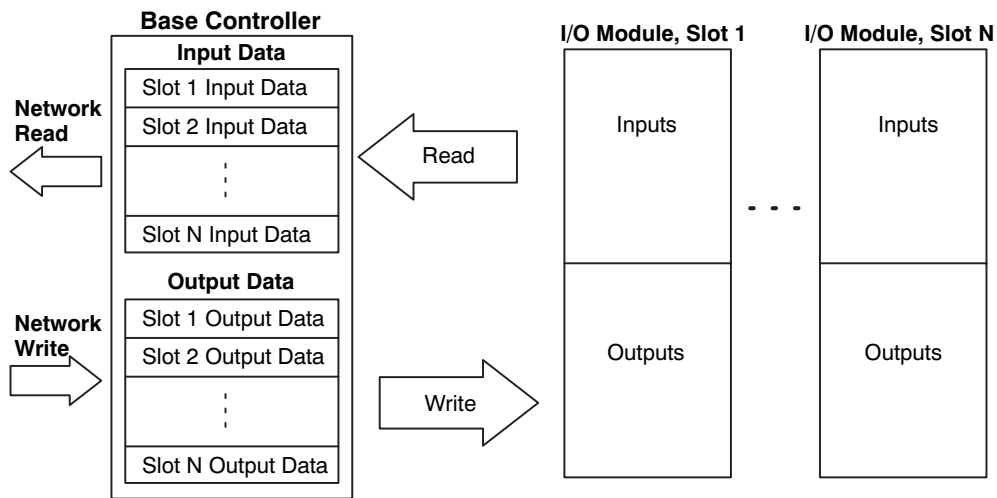 Base Controller
Input Data
Slot 1 Input Data
Slot 2 Input Data
Slot N Input Data
Network
Read
Read
Output Data
Slot 1 Output Data
Slot 2 Output Data
Slot N Output Data
Network
Write
Write
I/O Module, Slot 1
Inputs
Outputs
I/O Module, Slot N
Inputs
Outputs